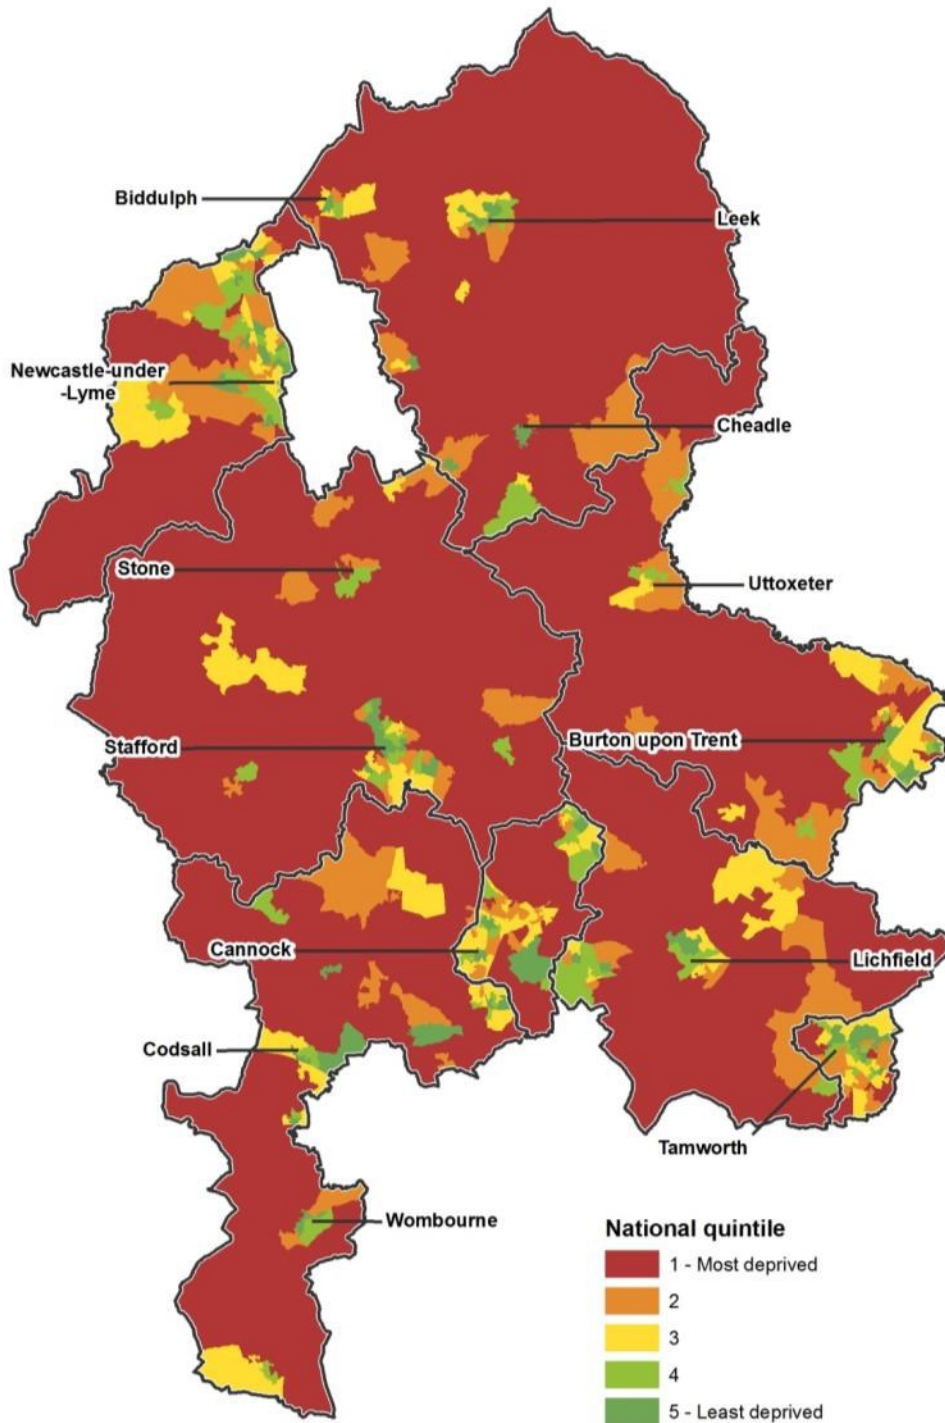 Biddulph
Leek
Newcastle-under
-Lyme
Cheadle
Stone
Uttoxeter
Stafford
Burton upon Trent
Cannock
Lichfield
Codsall
Tamworth
Wombourne
National quintile
1 - Most deprived
2
3
4
5 - Least deprived